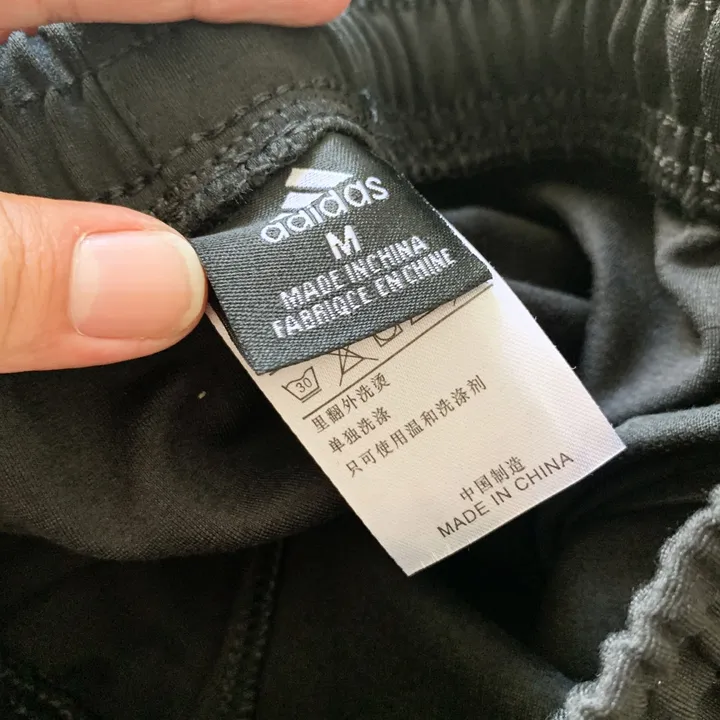 adidas
M
MADE IN CHINA
FABRIQCE EN CHINE
30
里翻外洗烫
单独洗涤
只可使用温和洗涤剂
中国制造
MADE IN CHINA